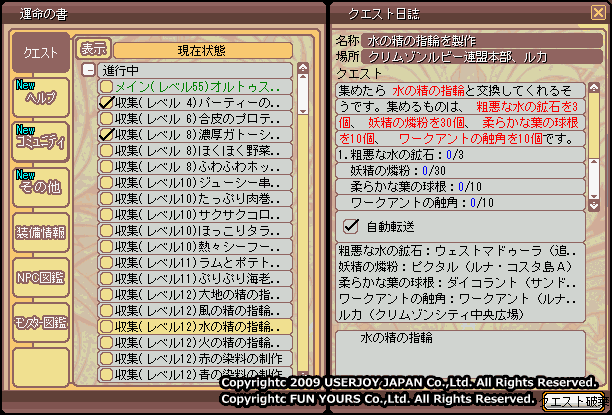 運命の書
クエスト
New
ヘルプ
New
コミュニティ
New
その他
装備情報
NPC図鑑
モンスター図鑑
表示
現在状態
進行中
メイン(レベル55)オルトゥス..
収集(レベル 4)パーティーの..
収集(レベル 6)合皮のブロテ..
収集(レベル 8)濃厚ガトーシ..
収集(レベル 8)ほくほく野菜..
収集(レベル 8)ふわふわホッ..
収集(レベル10)ジューシー串..
収集(レベル10)たっぷり肉巻..
収集(レベル10)サクサクコロ..
収集(レベル10)ほっこりタラ..
収集(レベル10)熱々シーフー..
収集(レベル11)ラムとポテト..
収集(レベル11)ぷりぷり海老..
収集(レベル12)大地の精の指..
収集(レベル12)風の精の指輪..
収集(レベル12)水の精の指輪..
収集(レベル12)火の精の指輪..
収集(レベル12)赤の染料の制作
収集(レベル12)青の染料の制作
クエスト日誌
名称 水の精の指輪を製作
場所 クリムゾンルビー連盟本部、ルカ
クエスト
集めたら 水の精の指輪と交換してくれるそ
うです。集めるものは、 粗悪な水の鉱石を3
個、 妖精の燐粉を30個、 柔らかな葉の球根
を10個、 ワークアントの触角を10個です。
1.粗悪な水の鉱石:0/3
妖精の燐粉:0/30
柔らかな葉の球根:0/10
ワークアントの触角:0/10
自動転送
粗悪な水の鉱石:ウェストマドゥーラ(追..
妖精の燐粉:ピクタル(ルナ・コスタ島A)
柔らかな葉の球根:ダイコラント(サンド..
ワークアントの触角:ワークアント(ルナ..
ルカ(クリムゾンシティ中央広場)
水の精の指輪
クエスト破棄
Copyrightc 2009 USERJOY JAPAN Co.,Ltd. All Rights Reserved.
Copyrightc FUN YOURS Co.,Ltd. All Rights Reserved.